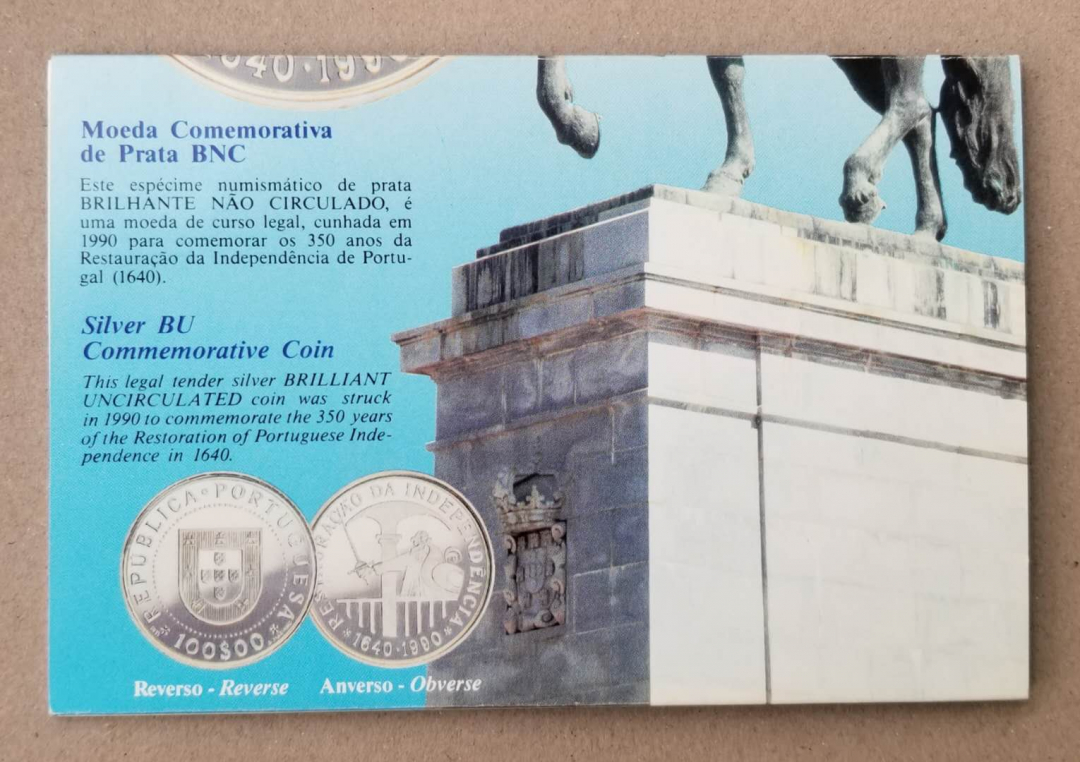 640·1990
Moeda Comemorativa
de Prata BNC
Este espécime numismático de prata
BRILHANTE NÃO CIRCULADO, é
uma moeda de curso legal, cunhada em
1990 para comemorar os 350 anos da
Restauração da Independência de Portu-
gal (1640).
Silver BU
Commemorative Coin
This legal tender silver BRILLIANT
UNCIRCULATED coin was struck
in 1990 to commemorate the 350 years
of the Restoration of Portuguese Inde-
pendence in 1640.
REPÚBLICA·PORTUGUESA
100$00
RESTAURAÇÃO DA INDEPENDÊNCIA
1640·1990
Reverso - Reverse
Anverso - Obverse